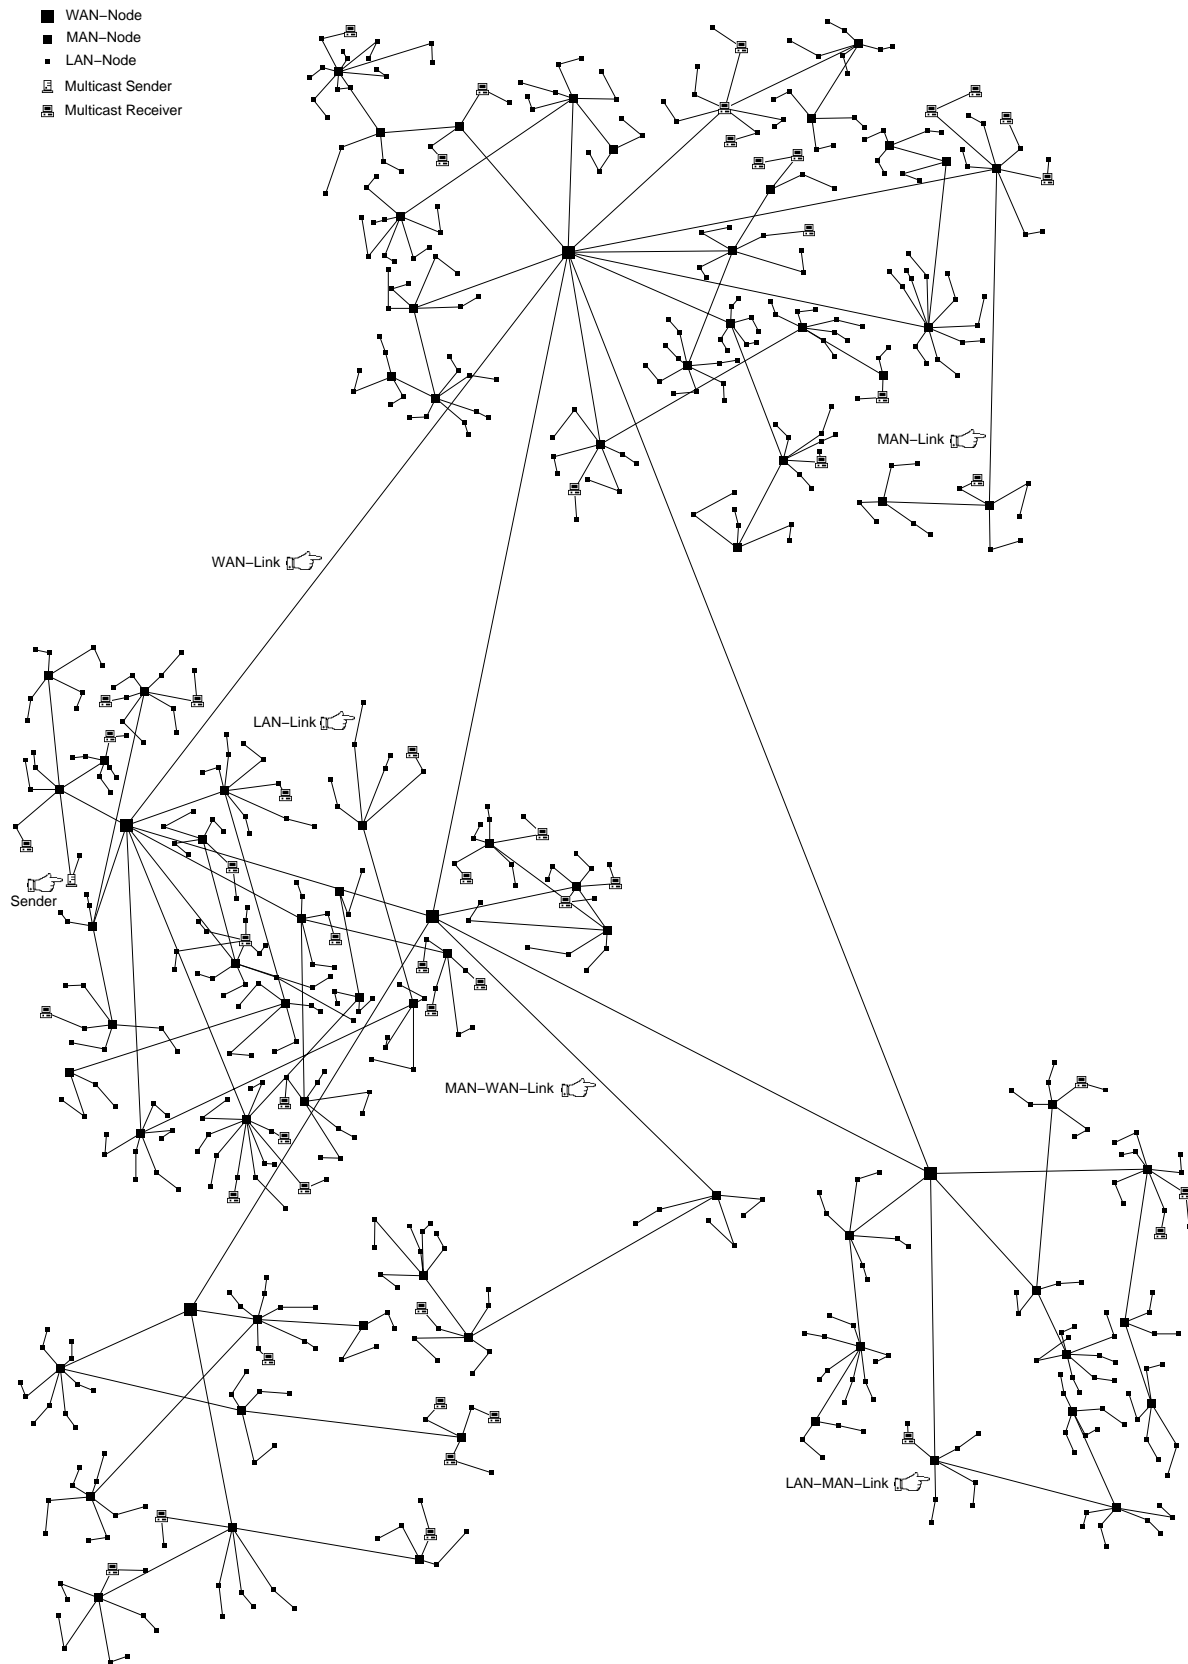 WAN−Node
MAN−Node
LAN−Node
Multicast Sender
Multicast Receiver
MAN−Link
WAN−Link
LAN−Link
Sender
MAN−WAN−Link
LAN−MAN−Link